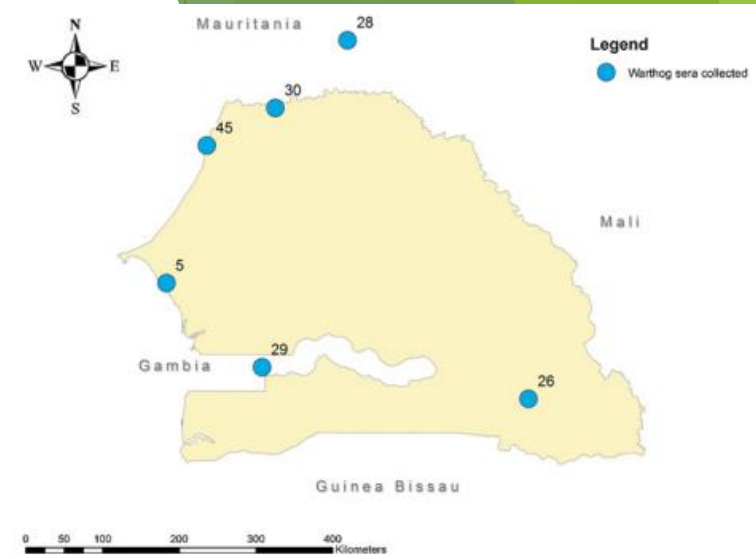 Mauritania
28
N
W E
S
Legend
Warthog sera collected
30
45
Mali
5
29
Gambia
26
Guinea Bissau
0 50 100 200 300 400
Kilometers